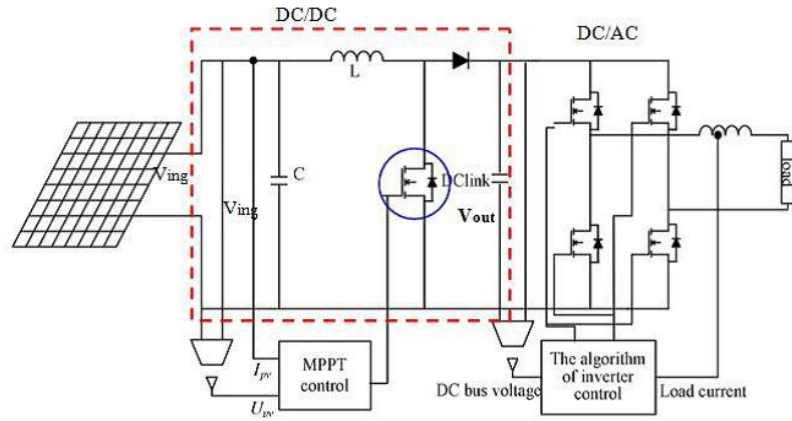 DC/DC
DC/AC
L
Ving
C
Ving
DClink
Vout
load
MPPT
control
Ipv
Upv
The algorithm
of inverter
control
DC bus voltage
Load current